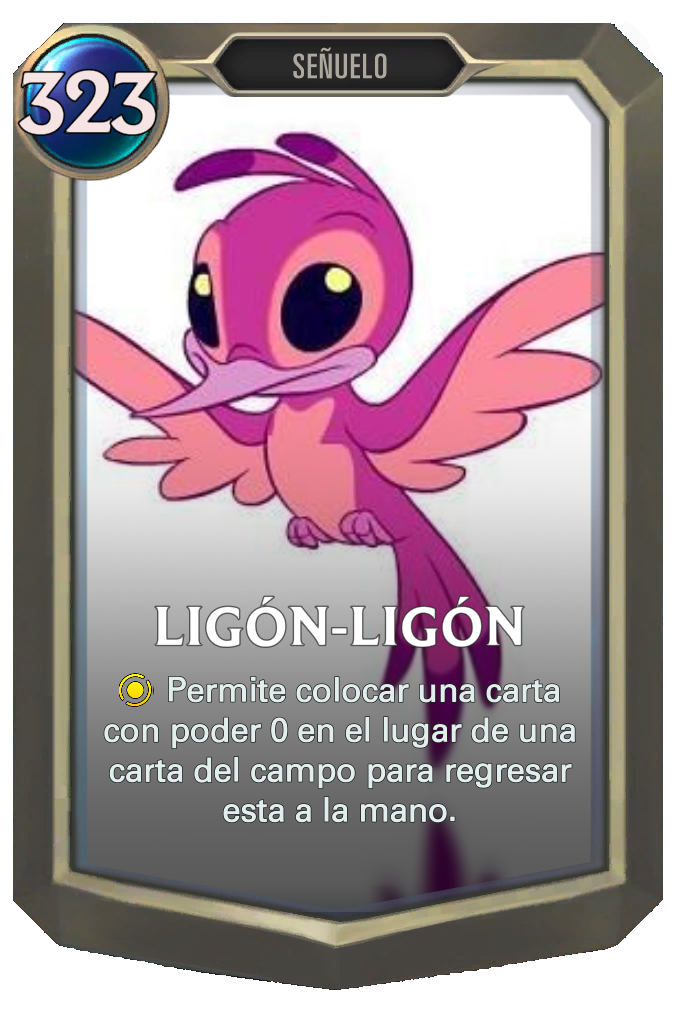 323
SEÑUELO
LIGÓN-LIGÓN
Permite colocar una carta
con poder 0 en el lugar de una
carta del campo para regresar
esta a la mano.